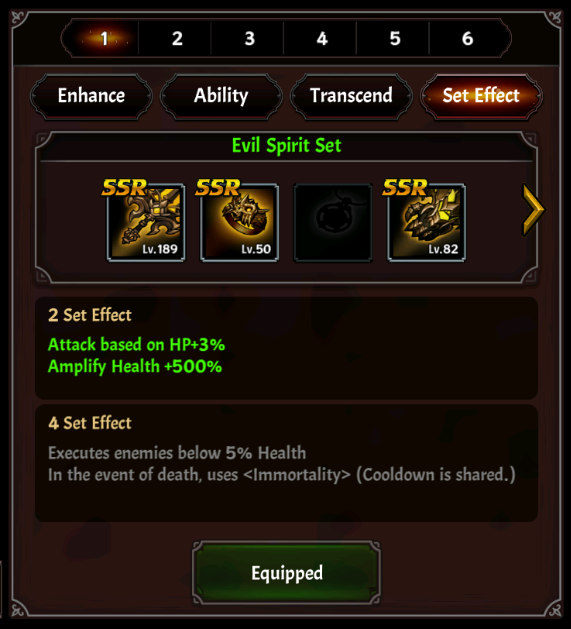 1 2 3 4 5 6
Enhance Ability Transcend Set Effect
Evil Spirit Set
SSR SSR SSR
Lv.189 Lv.50 Lv.82
2 Set Effect
Attack based on HP+3%
Amplify Health +500%
4 Set Effect
Executes enemies below 5% Health
In the event of death, uses <Immortality> (Cooldown is shared.)
Equipped